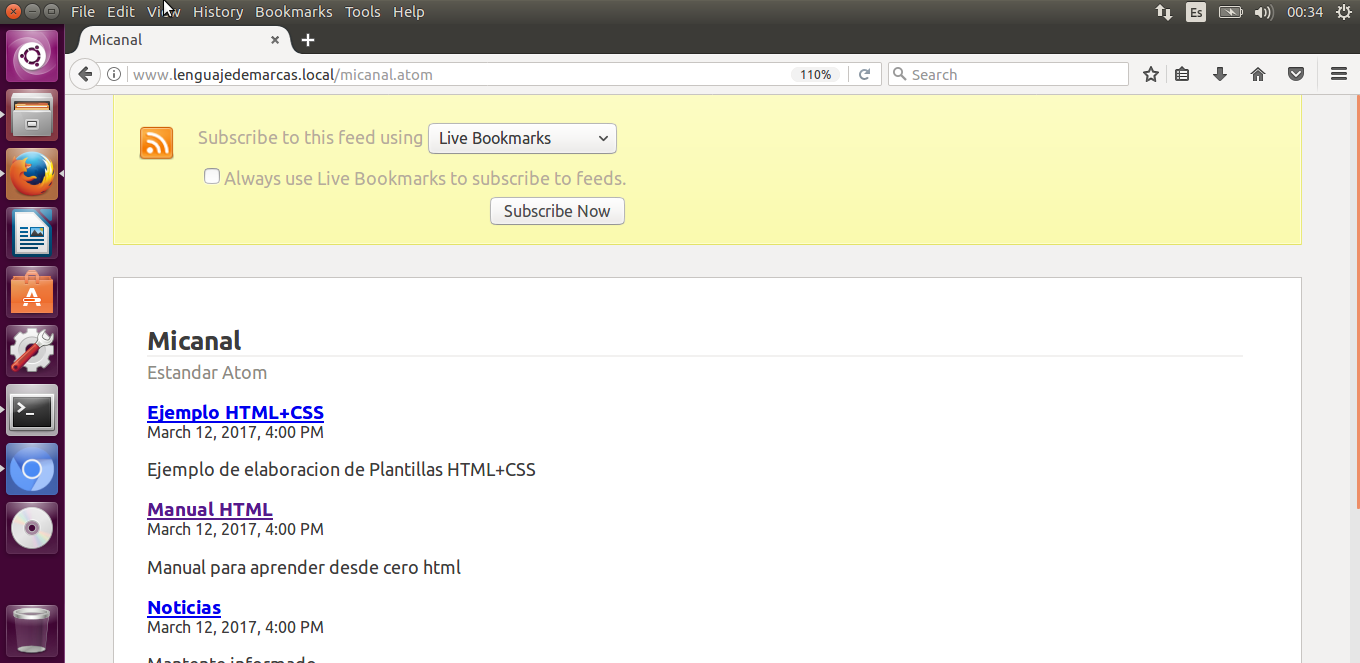 File Edit View History Bookmarks Tools Help Es 00:34
Micanal
www.lenguajedemarcas.local/micanal.atom 110% Search
Subscribe to this feed using Live Bookmarks
Always use Live Bookmarks to subscribe to feeds.
Subscribe Now
Micanal
Estandar Atom
Ejemplo HTML+CSS
March 12, 2017, 4:00 PM
Ejemplo de elaboracion de Plantillas HTML+CSS
Manual HTML
March 12, 2017, 4:00 PM
Manual para aprender desde cero html
Noticias
March 12, 2017, 4:00 PM
Mantente informado